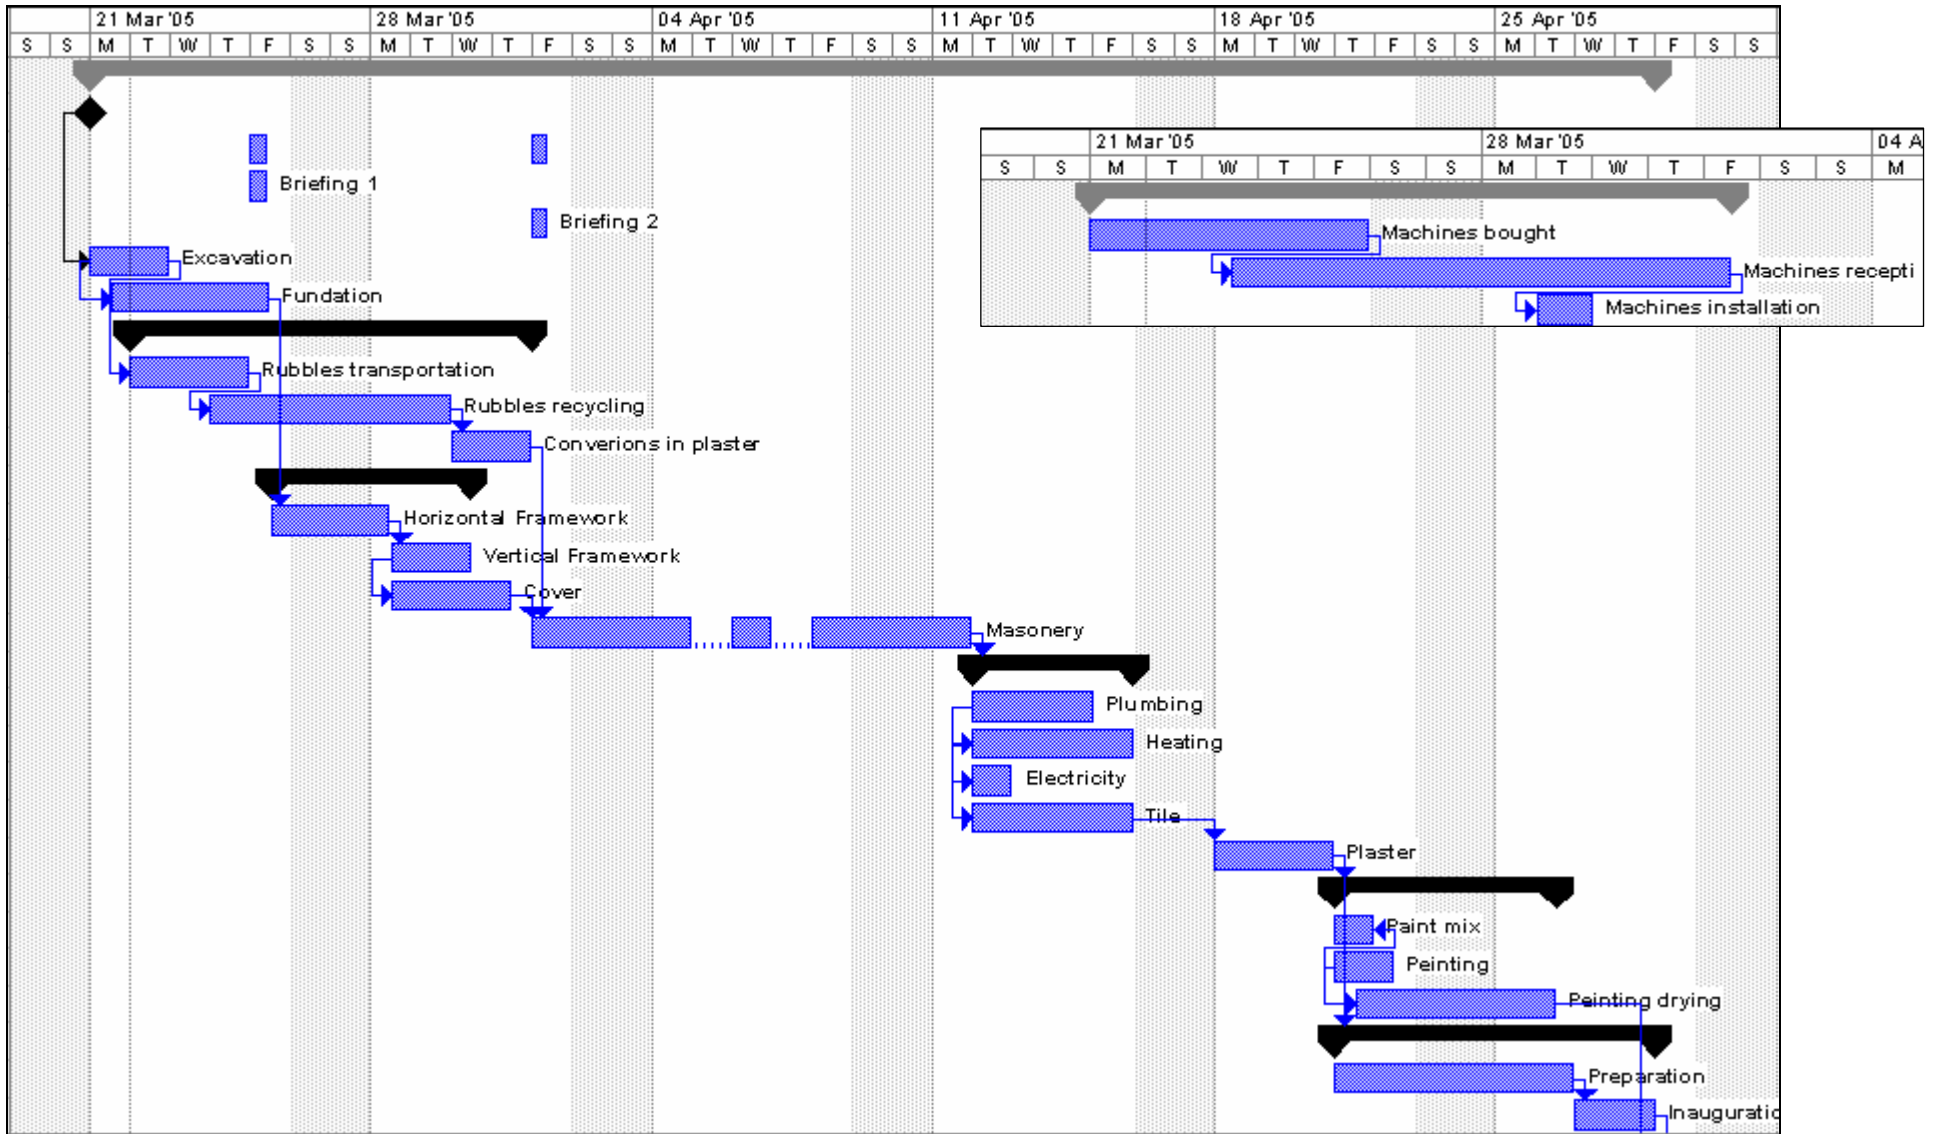 21 Mar '05 28 Mar '05 04 Apr '05 11 Apr '05 18 Apr '05 25 Apr '05
S S M T W T F S S M T W T F S S M T W T F S S M T W T F S S M T W T F S S M T W T F S S
21 Mar '05 28 Mar '05 04 A
S S M T W T F S S M T W T F S S M
Machines bought
Machines recepti
Machines installation
Briefing 1
Briefing 2
Excavation
Fundation
Rubbles transportation
Rubbles recycling
Converions in plaster
Horizontal Framework
Vertical Framework
Cover
Masonery
Plumbing
Heating
Electricity
Tile
Plaster
Paint mix
Peinting
Peinting drying
Preparation
Inauguratic